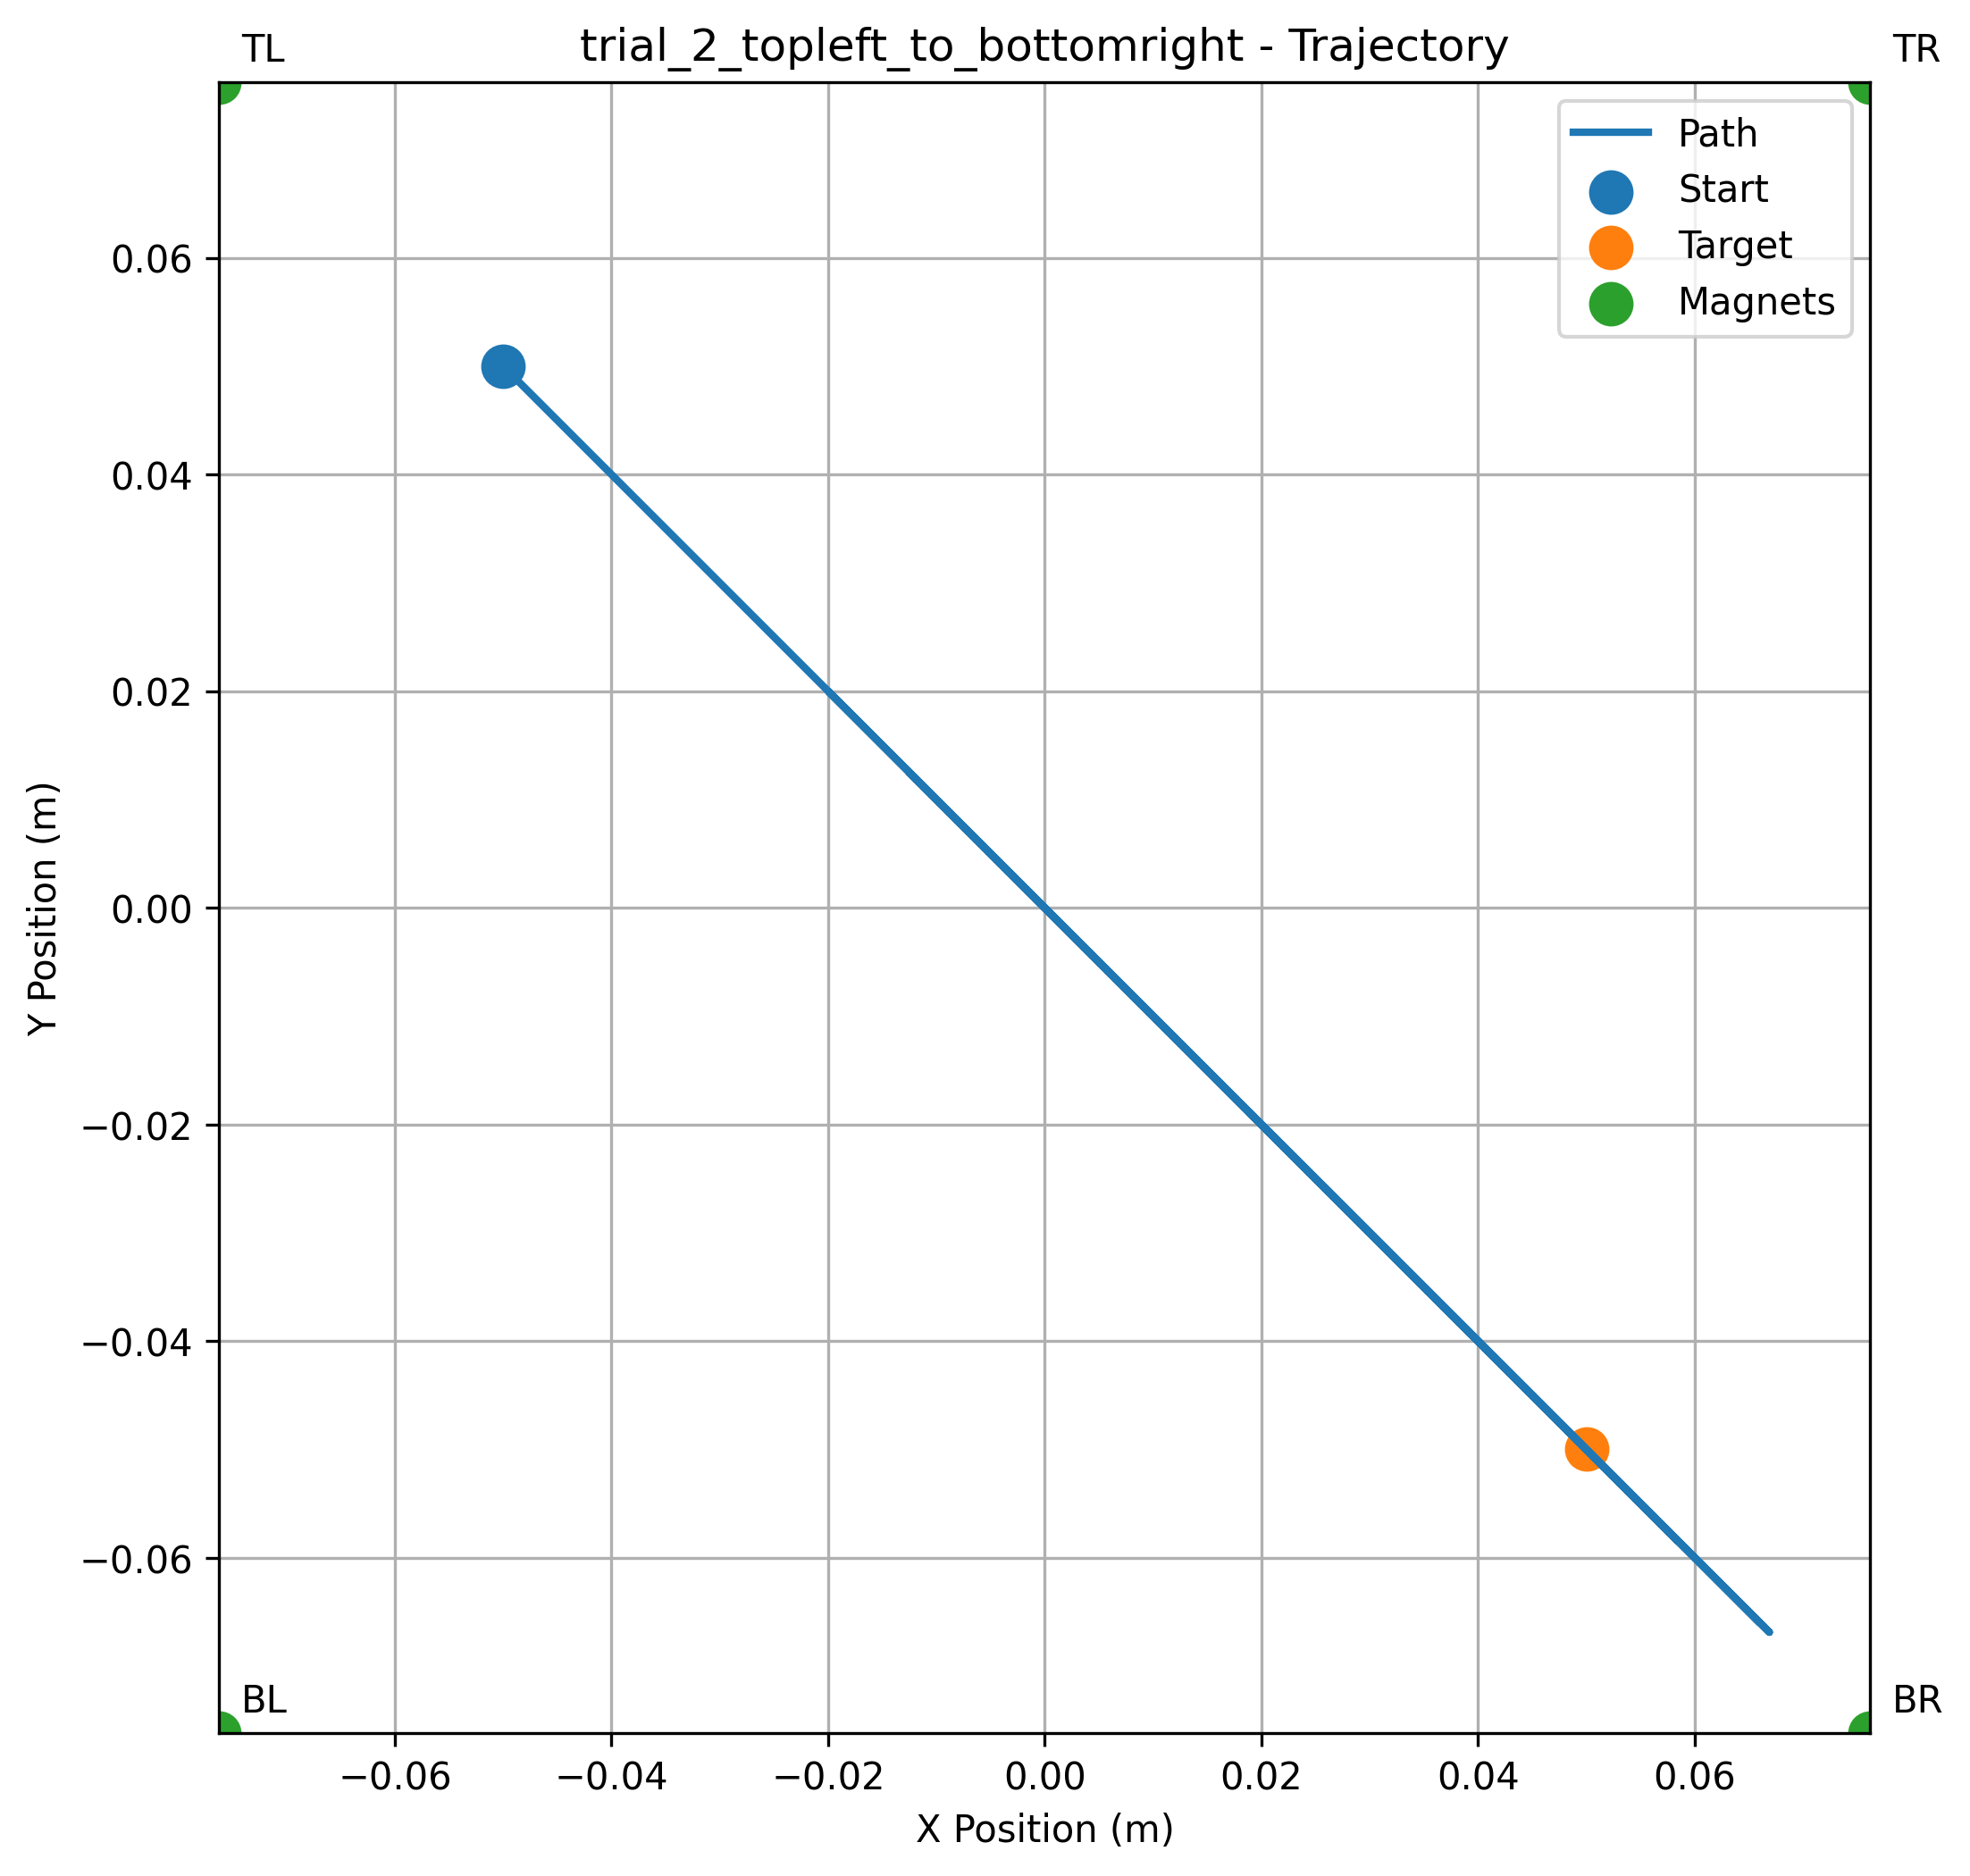 trial_2_topleft_to_bottomright - Trajectory
TL
TR
Path
Start
Target
Magnets
0.06
0.04
0.02
0.00
−0.02
−0.04
−0.06
Y Position (m)
BL
BR
−0.06
−0.04
−0.02
0.00
0.02
0.04
0.06
X Position (m)